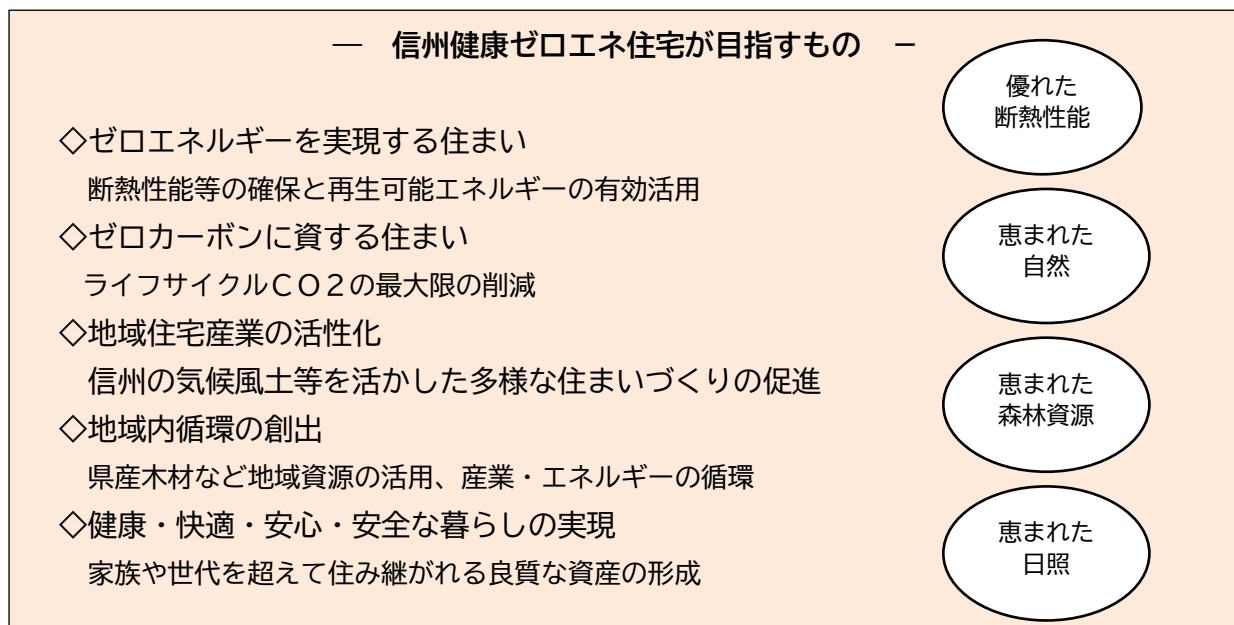 ― 信州健康ゼロエネ住宅が目指すもの −
◇ゼロエネルギーを実現する住まい
断熱性能等の確保と再生可能エネルギーの有効活用
◇ゼロカーボンに資する住まい
ライフサイクルCO2の最大限の削減
◇地域住宅産業の活性化
信州の気候風土等を活かした多様な住まいづくりの促進
◇地域内循環の創出
県産木材など地域資源の活用、産業・エネルギーの循環
◇健康・快適・安心・安全な暮らしの実現
家族や世代を超えて住み継がれる良質な資産の形成
優れた
断熱性能
恵まれた
自然
恵まれた
森林資源
恵まれた
日照